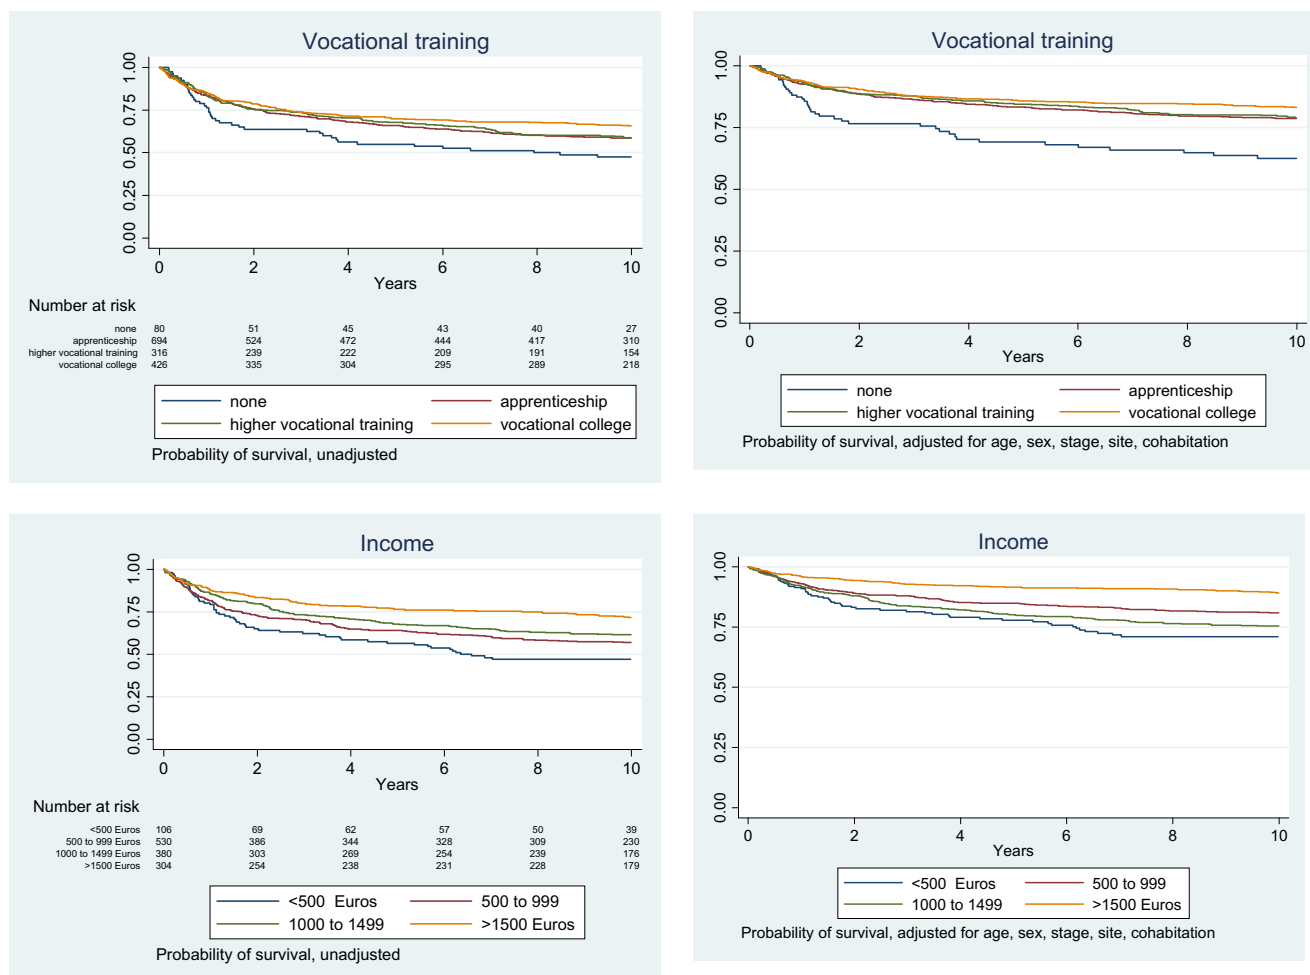 Vocational training
1.00
0.75
0.50
0.25
0.00
0 2 4 6 8 10
Years
Number at risk
none 80 51 45 43 40 27
apprenticeship 694 524 472 444 417 310
higher vocational training 316 239 222 209 191 154
vocational college 426 335 304 295 289 218
none apprenticeship
higher vocational training vocational college
Probability of survival, unadjusted
Vocational training
1.00
0.75
0.50
0.25
0.00
0 2 4 6 8 10
Years
none apprenticeship
higher vocational training vocational college
Probability of survival, adjusted for age, sex, stage, site, cohabitation
Income
1.00
0.75
0.50
0.25
0.00
0 2 4 6 8 10
Years
Number at risk
<500 Euros 106 69 62 57 50 39
500 to 999 Euros 530 386 344 328 309 230
1000 to 1499 Euros 380 303 269 254 239 176
>1500 Euros 304 254 238 231 228 179
<500 Euros 500 to 999
1000 to 1499 >1500 Euros
Probability of survival, unadjusted
Income
1.00
0.75
0.50
0.25
0.00
0 2 4 6 8 10
Years
<500 Euros 500 to 999
1000 to 1499 >1500 Euros
Probability of survival, adjusted for age, sex, stage, site, cohabitation